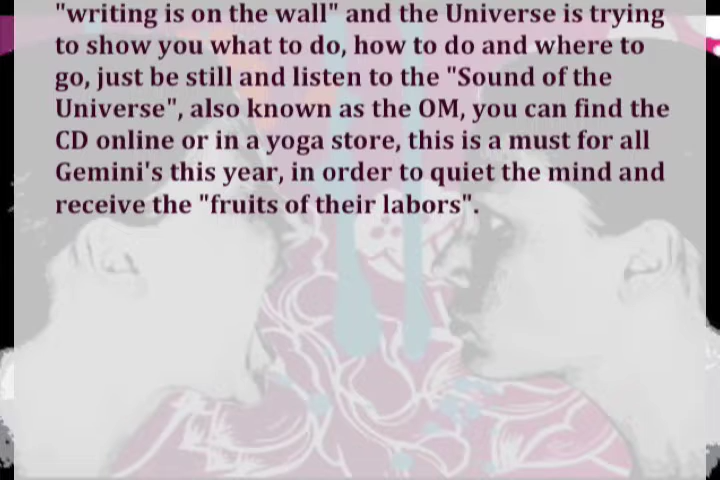 "writing is on the wall" and the Universe is trying
to show you what to do, how to do and where to
go, just be still and listen to the "Sound of the
Universe", also known as the OM, you can find the
CD online or in a yoga store, this is a must for all
Gemini's this year, in order to quiet the mind and
receive the "fruits of their labors".